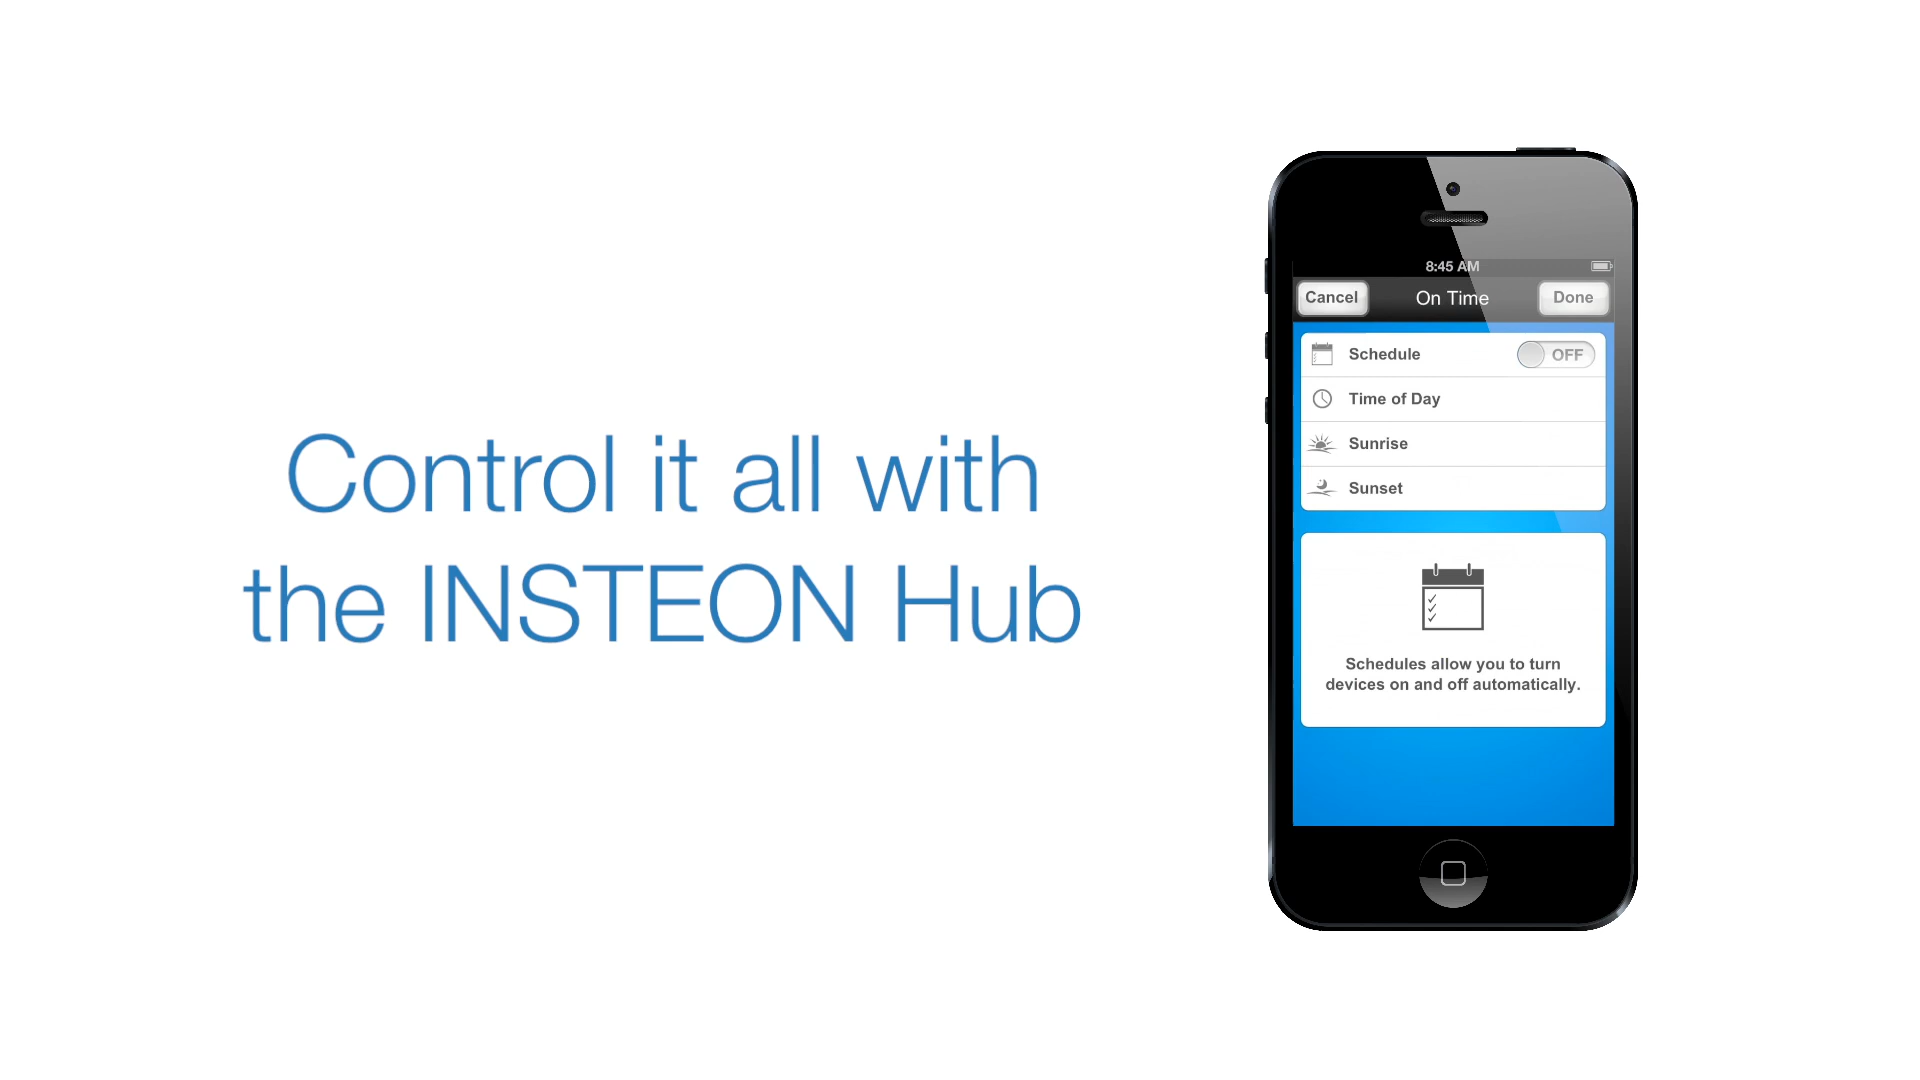 Control it all with
the INSTEON Hub
8:45 AM
Cancel
On Time
Done
Schedule
OFF
Time of Day
Sunrise
Sunset
Schedules allow you to turn
devices on and off automatically.